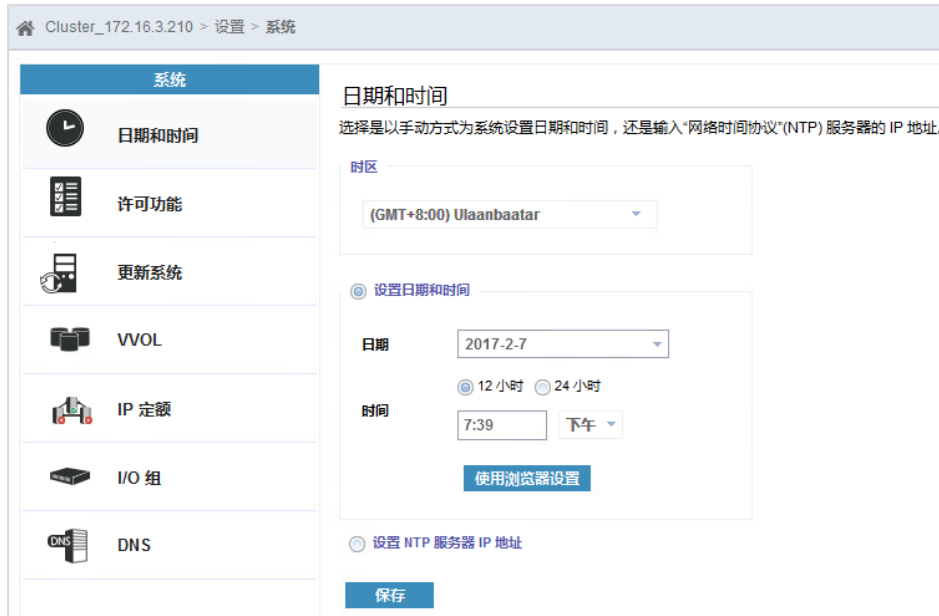 Cluster_172.16.3.210 > 设置 > 系统
系统
日期和时间
许可功能
更新系统
VVOL
IP 定额
I/O 组
DNS
DNS
日期和时间
选择是以手动方式为系统设置日期和时间，还是输入“网络时间协议”(NTP) 服务器的 IP 地址
时区
(GMT+8:00) Ulaanbaatar
设置日期和时间
日期
2017-2-7
12 小时 24 小时
时间
7:39 下午
使用浏览器设置
设置 NTP 服务器 IP 地址
保存